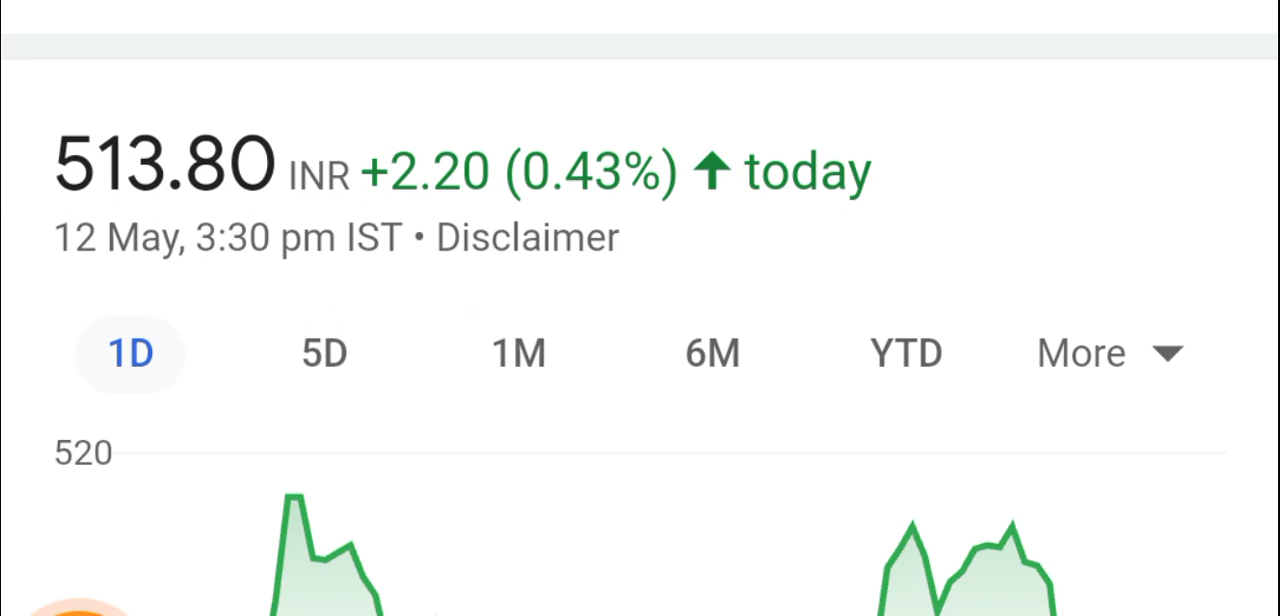 513.80 INR +2.20 (0.43%) ↑ today
12 May, 3:30 pm IST • Disclaimer
1D 5D 1M 6M YTD More
520